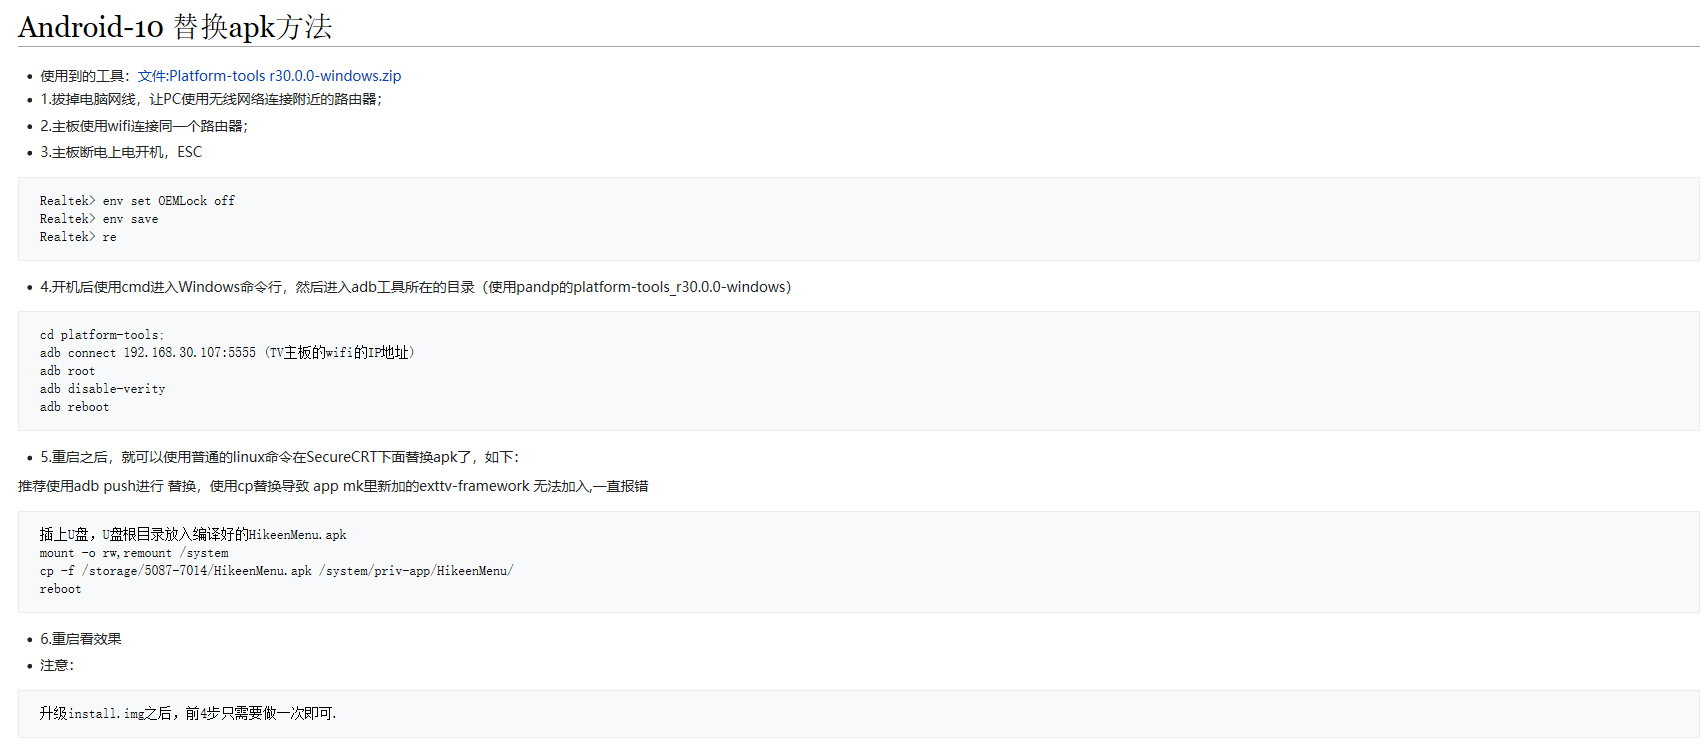 Android-10 替换apk方法
使用到的工具：文件:Platform-tools r30.0.0-windows.zip
1.拔掉电脑网线，让PC使用无线网络连接附近的路由器；
2.主板使用wifi连接同一个路由器；
3.主板断电上电开机，ESC
Realtek> env set OEMLock off
Realtek> env save
Realtek> re
4.开机后使用cmd进入Windows命令行，然后进入adb工具所在的目录（使用pandp的platform-tools_r30.0.0-windows）
cd platform-tools;
adb connect 192.168.30.107:5555 (TV主板的wifi的IP地址)
adb root
adb disable-verity
adb reboot
5.重启之后，就可以使用普通的linux命令在SecureCRT下面替换apk了，如下：
推荐使用adb push进行 替换，使用cp替换导致 app mk里新加的exttv-framework 无法加入,一直报错
插上U盘，U盘根目录放入编译好的HikeenMenu.apk
mount -o rw,remount /system
cp -f /storage/5087-7014/HikeenMenu.apk /system/priv-app/HikeenMenu/
reboot
6.重启看效果
注意：
升级install.img之后，前4步只需要做一次即可.